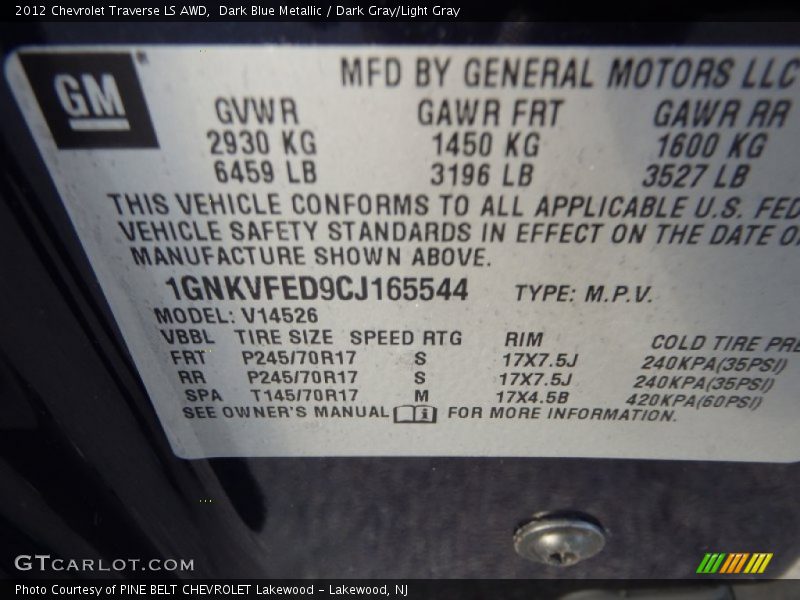 2012 Chevrolet Traverse LS AWD,  Dark Blue Metallic / Dark Gray/Light Gray
GM
MFD BY GENERAL MOTORS LLC
GVWR GAWR FRT GAWR RR
2930 KG 1450 KG 1600 KG
6459 LB 3196 LB 3527 LB
THIS VEHICLE CONFORMS TO ALL APPLICABLE U.S. FED
VEHICLE SAFETY STANDARDS IN EFFECT ON THE DATE O
MANUFACTURE SHOWN ABOVE.
1GNKVFED9CJ165544 TYPE: M.P.V.
MODEL: V14526
VBBL TIRE SIZE SPEED RTG RIM COLD TIRE PRE
FRT P245/70R17 S 17X7.5J 240KPA(35PSI)
RR P245/70R17 S 17X7.5J 240KPA(35PSI)
SPA T145/70R17 M 17X4.5B 420KPA(60PSI)
SEE OWNER'S MANUAL FOR MORE INFORMATION.
GTcarlot.com
Photo Courtesy of PINE BELT CHEVROLET Lakewood - Lakewood, NJ